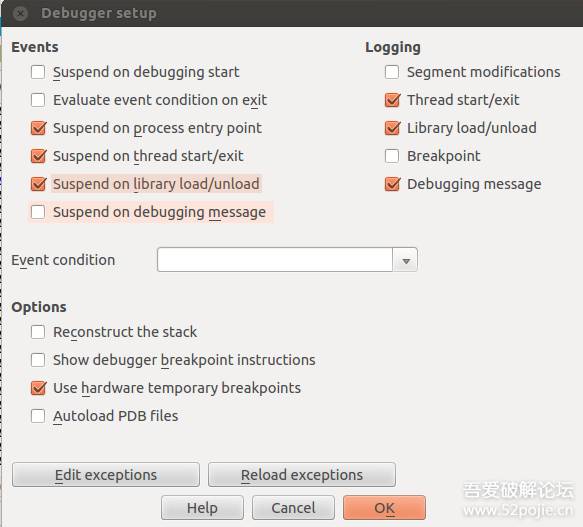 Debugger setup
Events
Suspend on debugging start
Evaluate event condition on exit
Suspend on process entry point
Suspend on thread start/exit
Suspend on library load/unload
Suspend on debugging message
Logging
Segment modifications
Thread start/exit
Library load/unload
Breakpoint
Debugging message
Event condition
Options
Reconstruct the stack
Show debugger breakpoint instructions
Use hardware temporary breakpoints
Autoload PDB files
Edit exceptions
Reload exceptions
Help
Cancel
OK
吾爱破解论坛
www.52pojie.cn